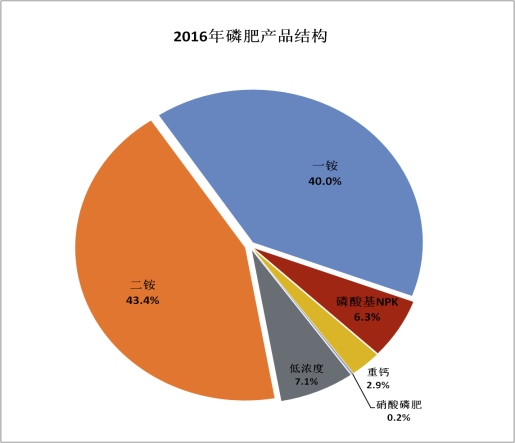 2016年磷肥产品结构
一铵
40.0%
磷酸基NPK
6.3%
重钙
2.9%
硝酸磷肥
0.2%
低浓度
7.1%
二铵
43.4%